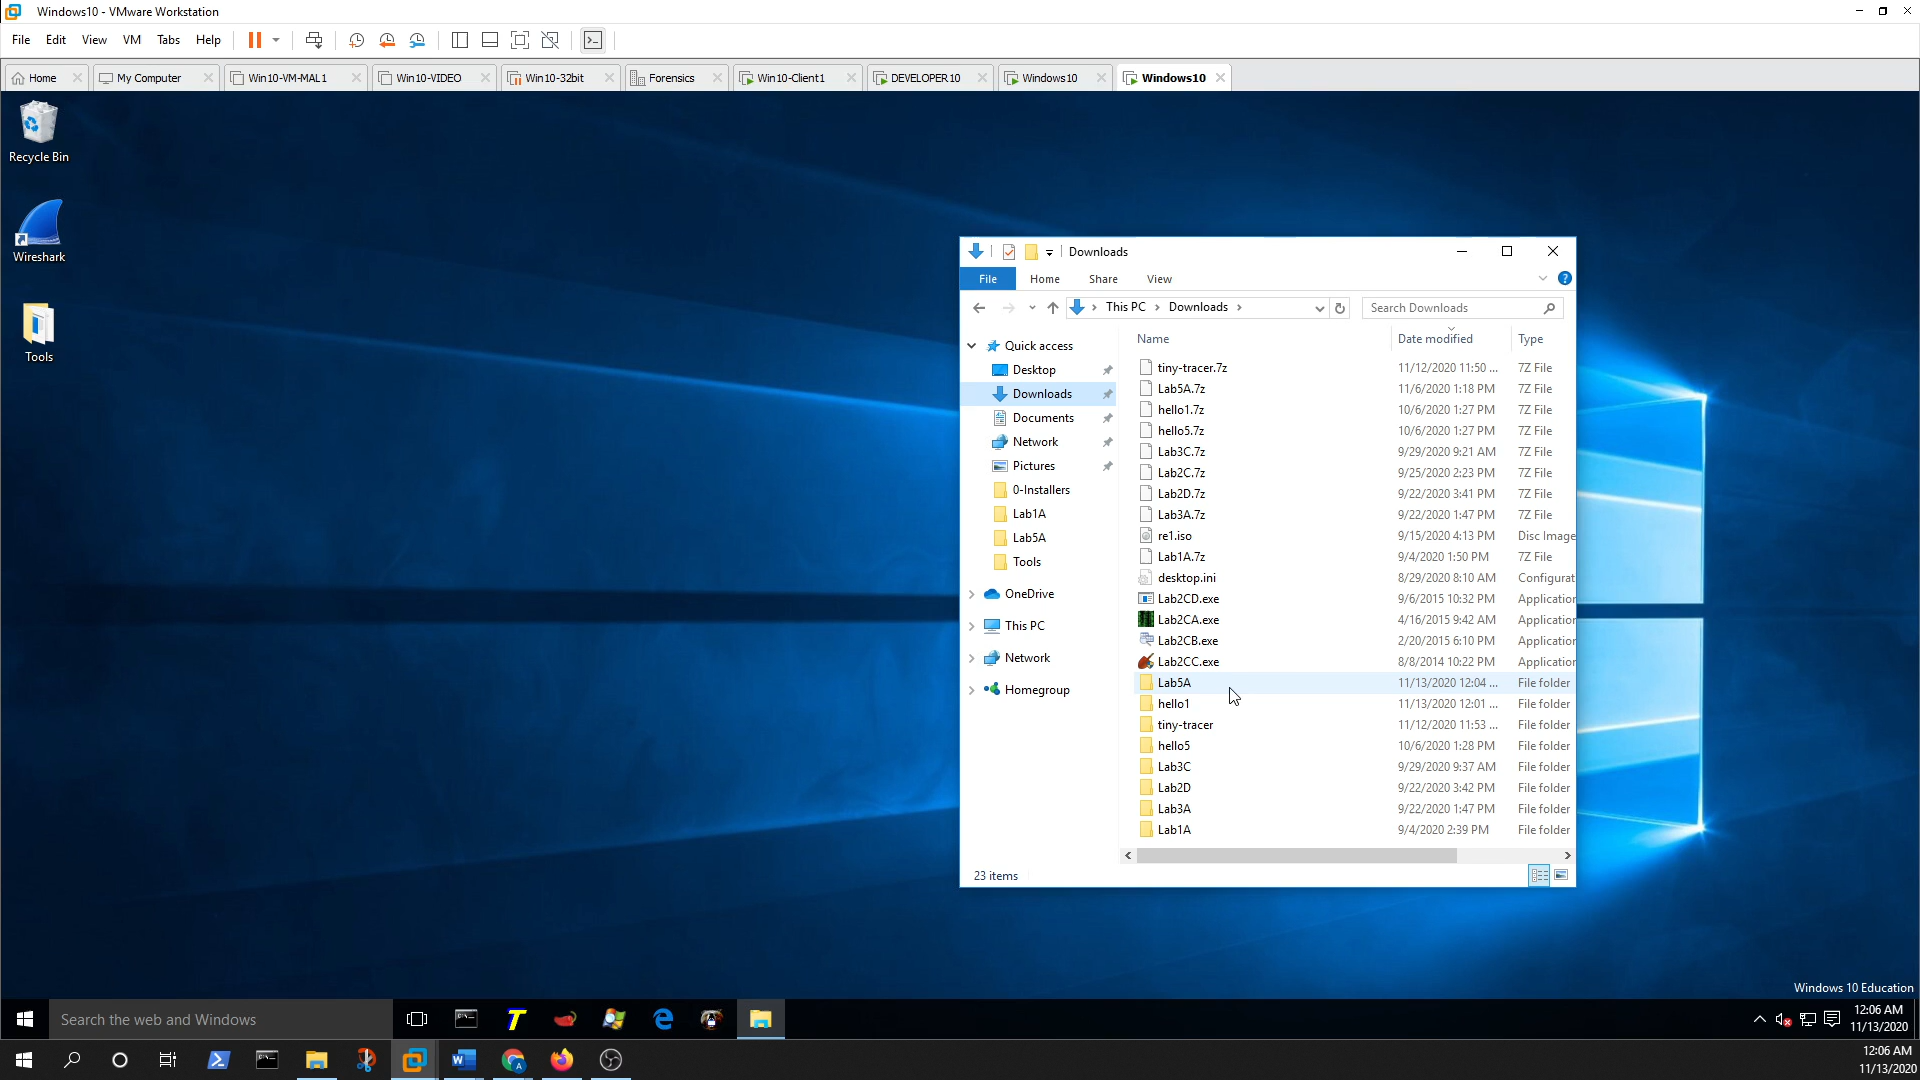 Windows10 - VMware Workstation
File Edit View VM Tabs Help
Home My Computer Win10-VM-MAL1 Win10-VIDEO Win10-32bit Forensics Win10-Client1 DEVELOPER10 Windows10 Windows10
Recycle Bin
Wireshark
Tools
Downloads
File Home Share View
This PC Downloads Search Downloads
Name Date modified Type
Quick access
Desktop
Downloads
Documents
Network
Pictures
0-Installers
Lab1A
Lab5A
Tools
OneDrive
This PC
Network
Homegroup
tiny-tracer.7z 11/12/2020 11:50 ... 7Z File
Lab5A.7z 11/6/2020 1:18 PM 7Z File
hello1.7z 10/6/2020 1:27 PM 7Z File
hello5.7z 10/6/2020 1:27 PM 7Z File
Lab3C.7z 9/29/2020 9:21 AM 7Z File
Lab2C.7z 9/25/2020 2:23 PM 7Z File
Lab2D.7z 9/22/2020 3:41 PM 7Z File
Lab3A.7z 9/22/2020 1:47 PM 7Z File
re1.iso 9/15/2020 4:13 PM Disc Image
Lab1A.7z 9/4/2020 1:50 PM 7Z File
desktop.ini 8/29/2020 8:10 AM Configurat
Lab2CD.exe 9/6/2015 10:32 PM Application
Lab2CA.exe 4/16/2015 9:42 AM Application
Lab2CB.exe 2/20/2015 6:10 PM Application
Lab2CC.exe 8/8/2014 10:22 PM Application
Lab5A 11/13/2020 12:04 ... File folder
hello1 11/13/2020 12:01 ... File folder
tiny-tracer 11/12/2020 11:53 ... File folder
hello5 10/6/2020 1:28 PM File folder
Lab3C 9/29/2020 9:37 AM File folder
Lab2D 9/22/2020 3:42 PM File folder
Lab3A 9/22/2020 1:47 PM File folder
Lab1A 9/4/2020 2:39 PM File folder
23 items
Windows 10 Education
Search the web and Windows
12:06 AM
11/13/2020
12:06 AM
11/13/2020